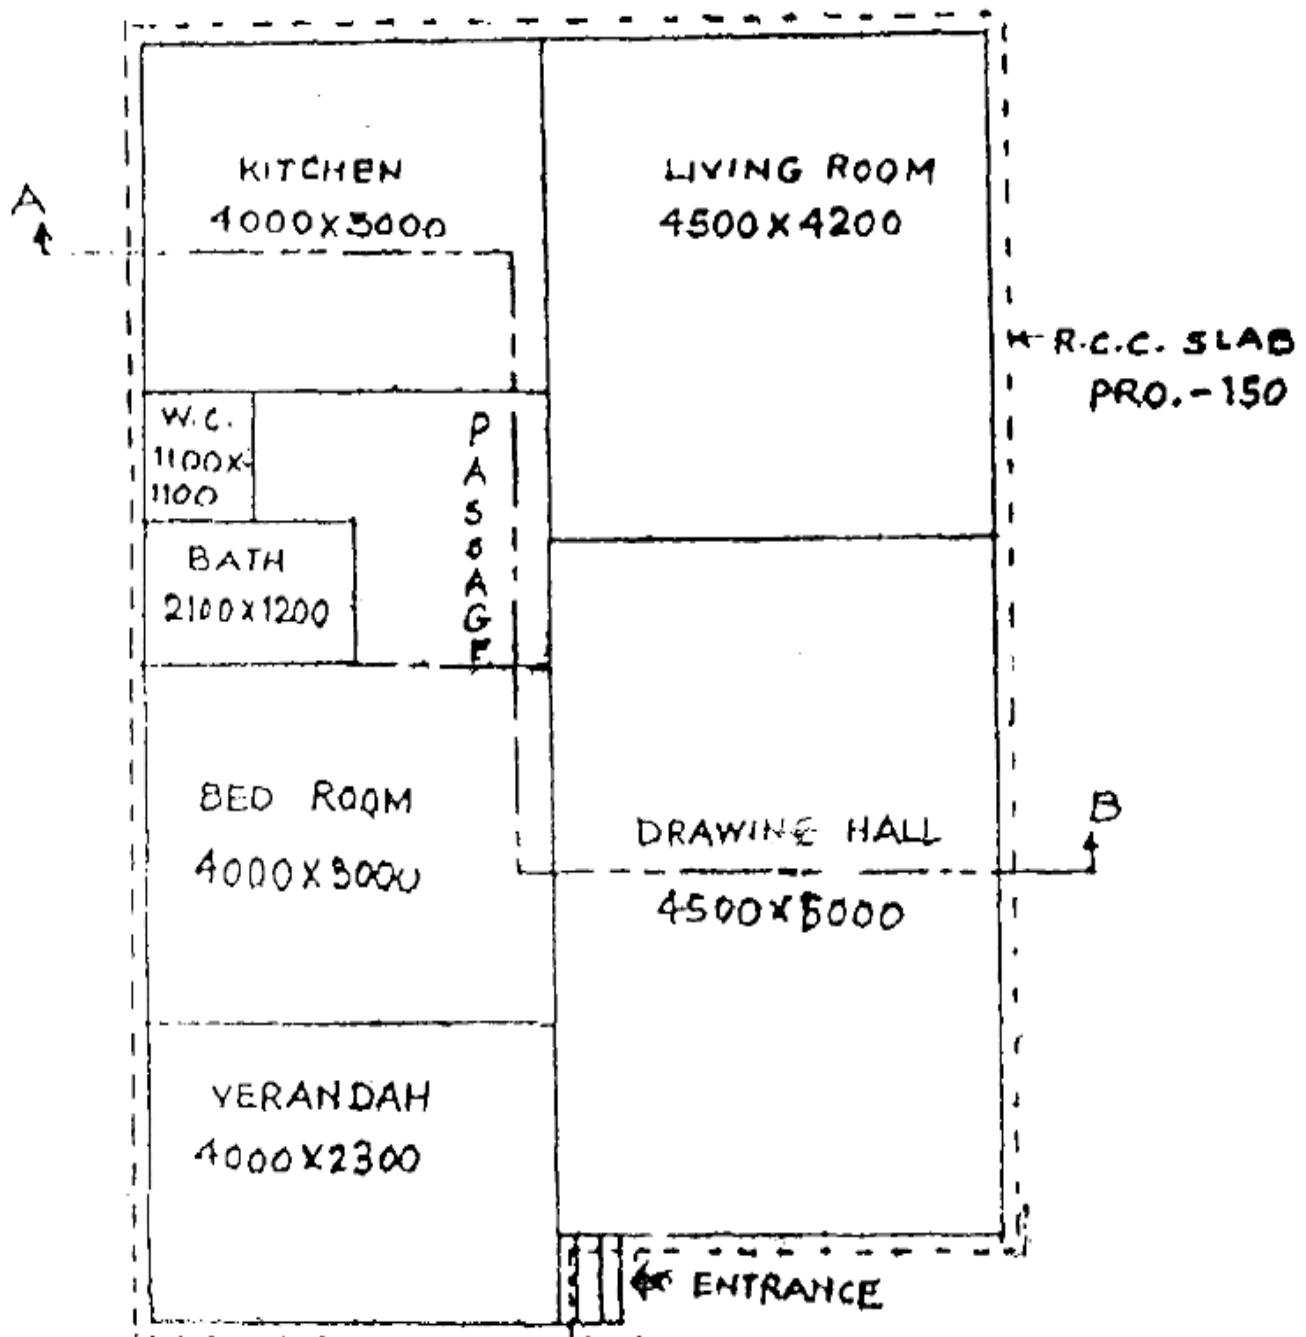 KITCHEN
4000X3000
LIVING ROOM
4500X4200
A
R.C.C. SLAB
PRO.-150
W.C.
1100X
1100
PASSAGE
BATH
2100X1200
BED ROOM
4000X3000
B
DRAWING HALL
4500X5000
VERANDAH
4000X2300
ENTRANCE